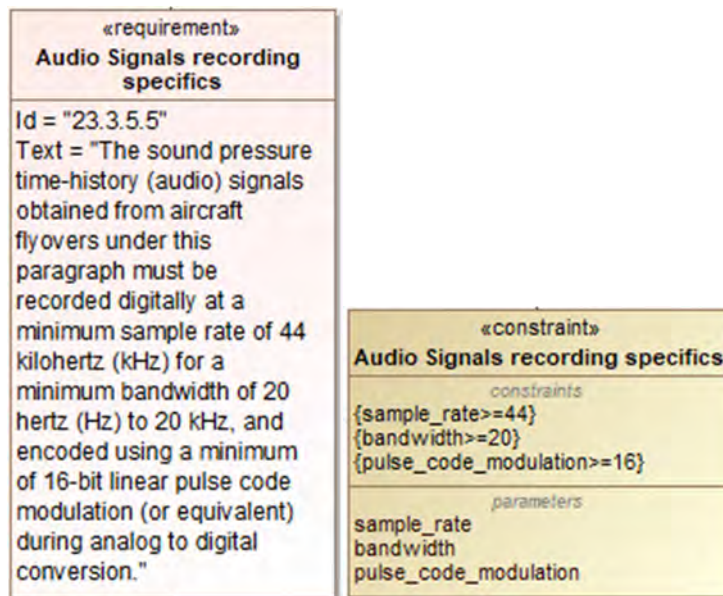 «requirement»
Audio Signals recording
specifics
Id = "23.3.5.5"
Text = "The sound pressure
time-history (audio) signals
obtained from aircraft
flyovers under this
paragraph must be
recorded digitally at a
minimum sample rate of 44
kilohertz (kHz) for a
minimum bandwidth of 20
hertz (Hz) to 20 kHz, and
encoded using a minimum
of 16-bit linear pulse code
modulation (or equivalent)
during analog to digital
conversion."
«constraint»
Audio Signals recording specifics
constraints
{sample_rate>=44}
{bandwidth>=20}
{pulse_code_modulation>=16}
parameters
sample_rate
bandwidth
pulse_code_modulation